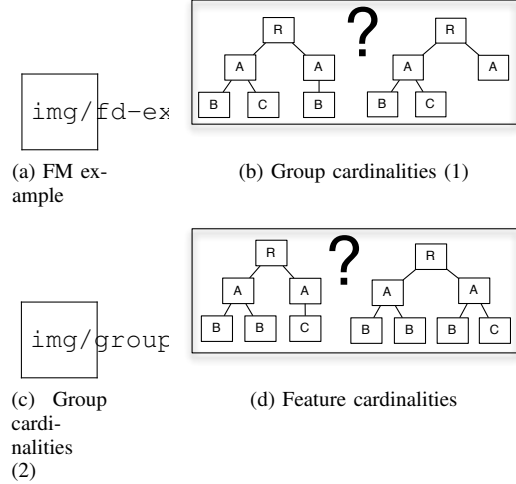 R ? R
A A A A
B C B B C
img/fd-ex
(a) FM ex-
ample
(b) Group cardinalities (1)
R ? R
A A A A
B B C B B B C
img/group
(c) Group
cardi-
nalities
(2)
(d) Feature cardinalities